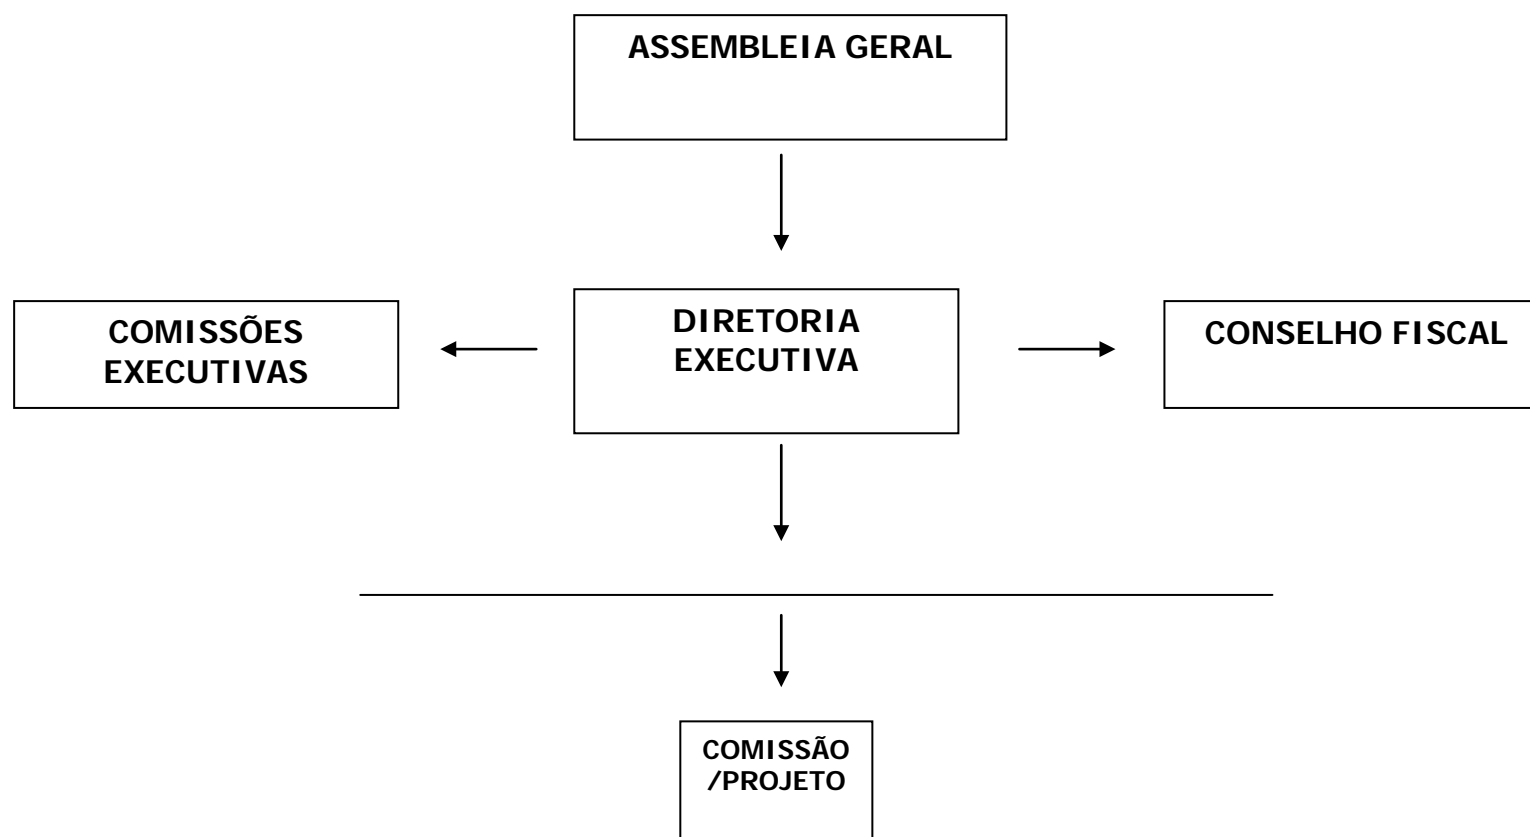 ASSEMBLEIA GERAL
COMISSÕES
EXECUTIVAS
DIRETORIA
EXECUTIVA
CONSELHO FISCAL
COMISSÃO
/PROJETO